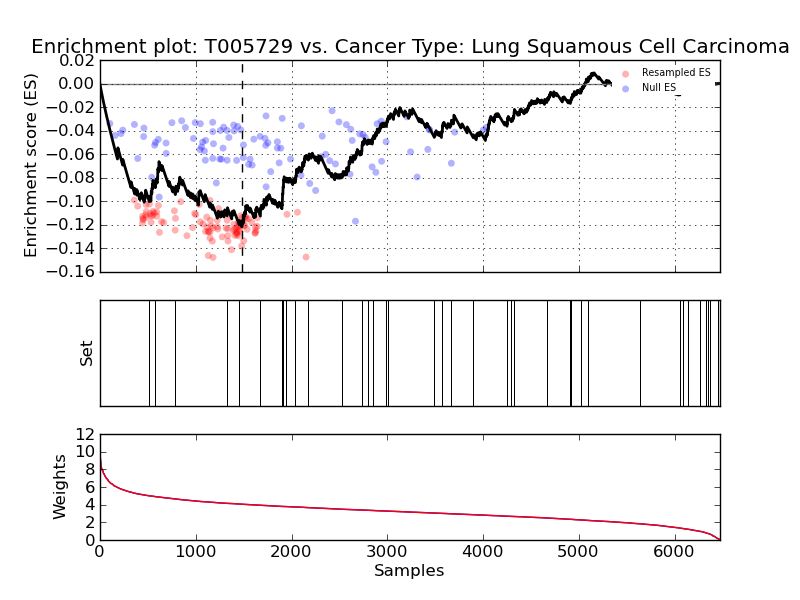 Enrichment plot: T005729 vs. Cancer Type: Lung Squamous Cell Carcinoma
Enrichment score (ES)
0.02
0.00
−0.02
−0.04
−0.06
−0.08
−0.10
−0.12
−0.14
−0.16
Resampled ES
Null ES
Set
Weights
12
10
8
6
4
2
0
0 1000 2000 3000 4000 5000 6000
Samples